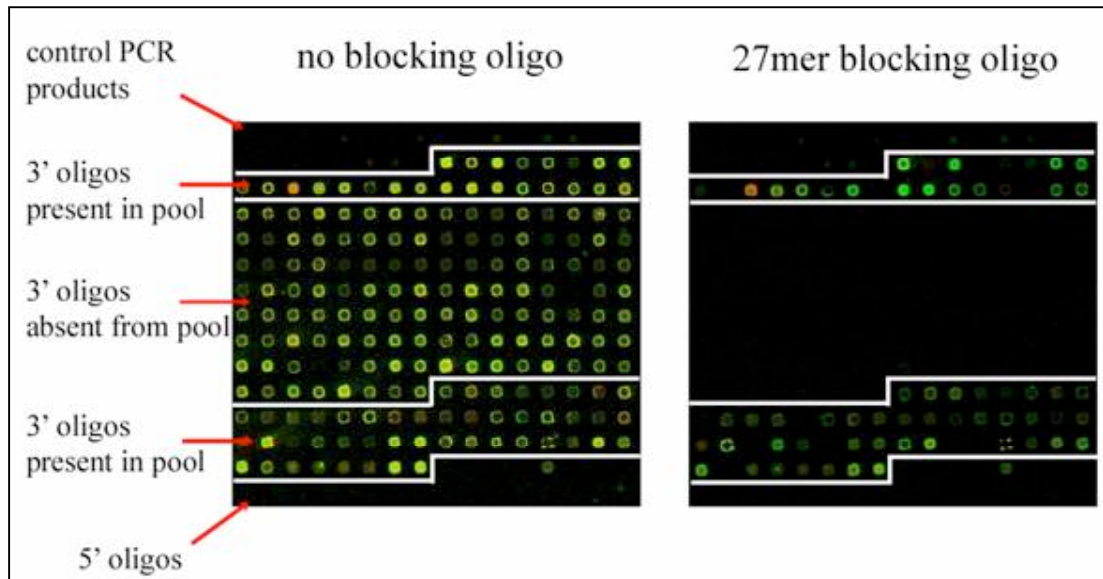 control PCR
products
no blocking oligo
27mer blocking oligo
3’ oligos
present in pool
3’ oligos
absent from pool
3’ oligos
present in pool
5’ oligos